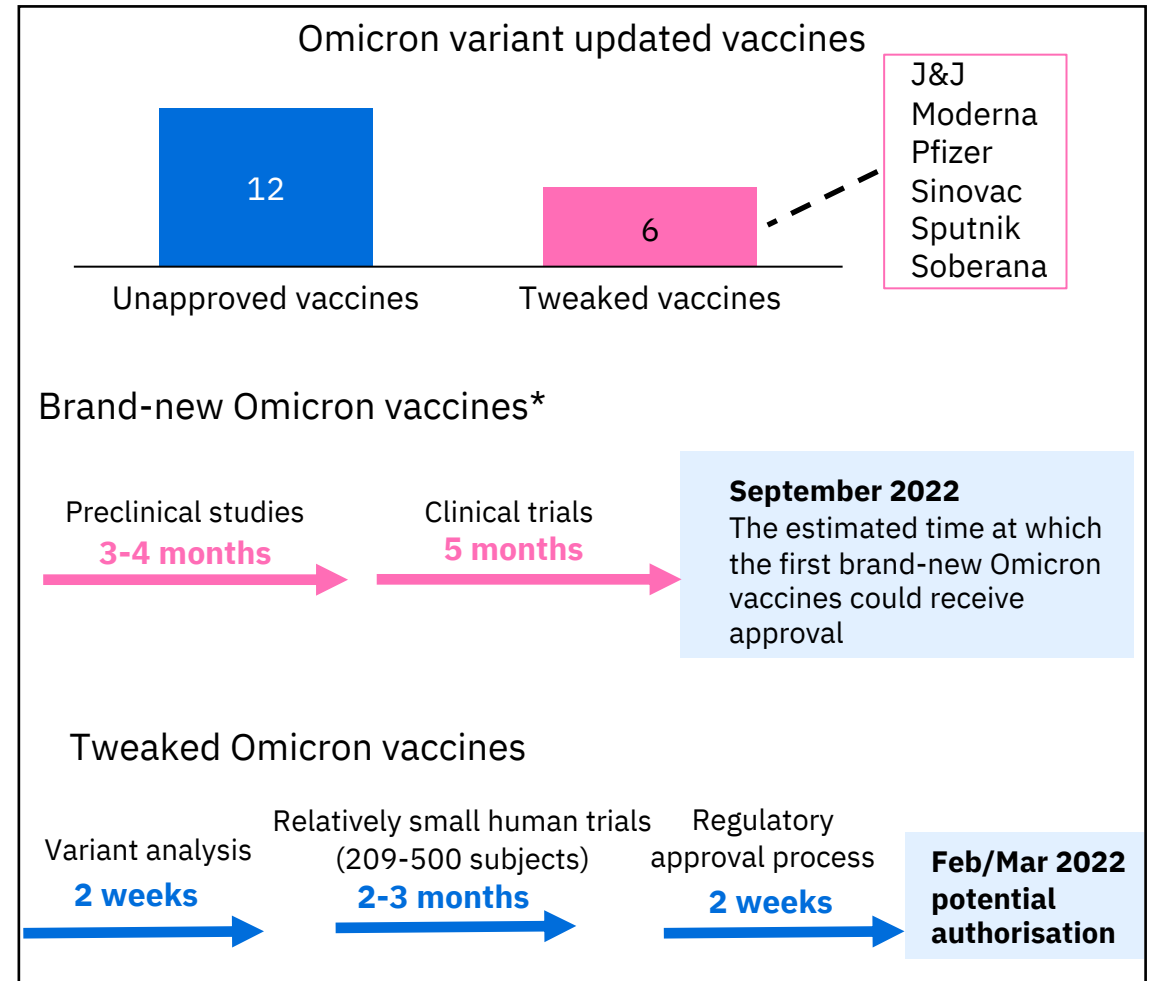 Omicron variant updated vaccines
12
6
J&J
Moderna
Pfizer
Sinovac
Sputnik
Soberana
Unapproved vaccines
Tweaked vaccines
Brand-new Omicron vaccines*
Preclinical studies
3-4 months
Clinical trials
5 months
September 2022
The estimated time at which
the first brand-new Omicron
vaccines could receive
approval
Tweaked Omicron vaccines
Variant analysis
2 weeks
Relatively small human trials
(209-500 subjects)
2-3 months
Regulatory
approval process
2 weeks
Feb/Mar 2022
potential
authorisation